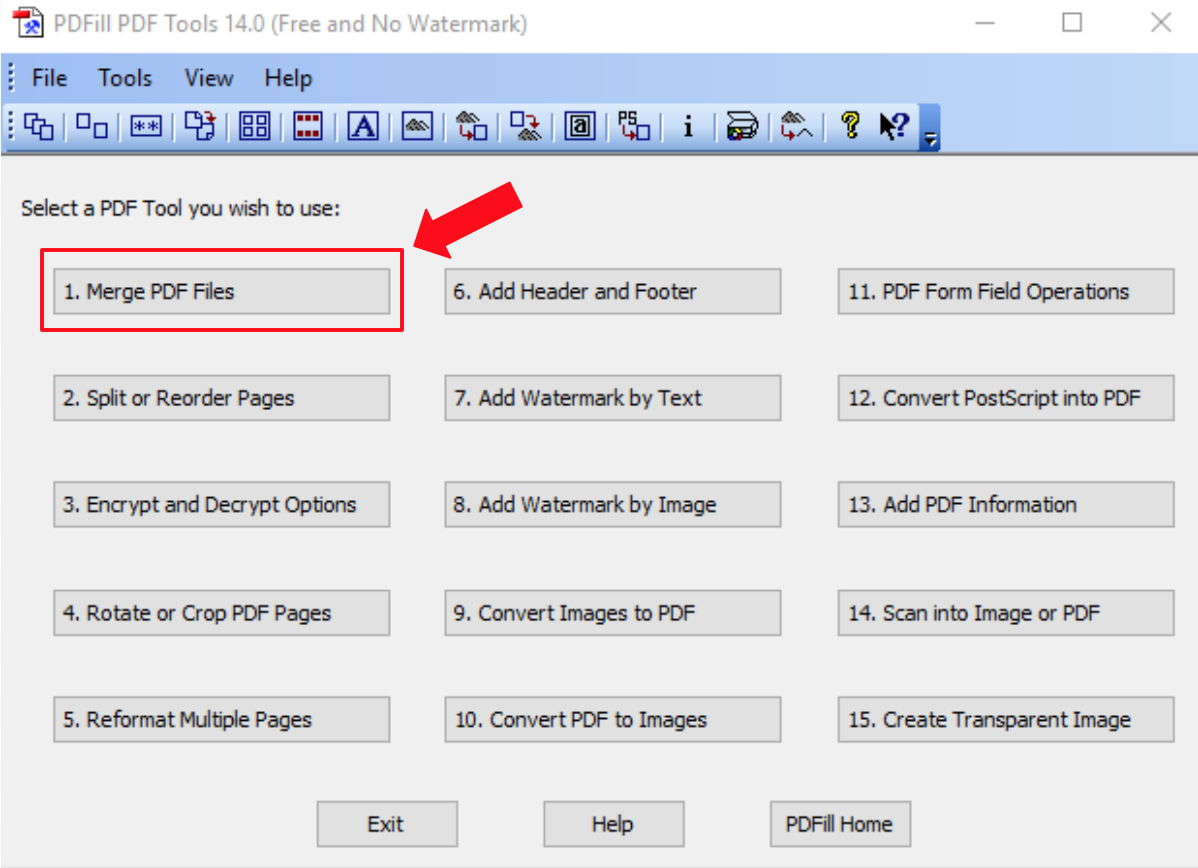 PDFill PDF Tools 14.0 (Free and No Watermark)
File Tools View Help
** A a PS i ? ?
Select a PDF Tool you wish to use:
1. Merge PDF Files
6. Add Header and Footer
11. PDF Form Field Operations
2. Split or Reorder Pages
7. Add Watermark by Text
12. Convert PostScript into PDF
3. Encrypt and Decrypt Options
8. Add Watermark by Image
13. Add PDF Information
4. Rotate or Crop PDF Pages
9. Convert Images to PDF
14. Scan into Image or PDF
5. Reformat Multiple Pages
10. Convert PDF to Images
15. Create Transparent Image
Exit
Help
PDFill Home